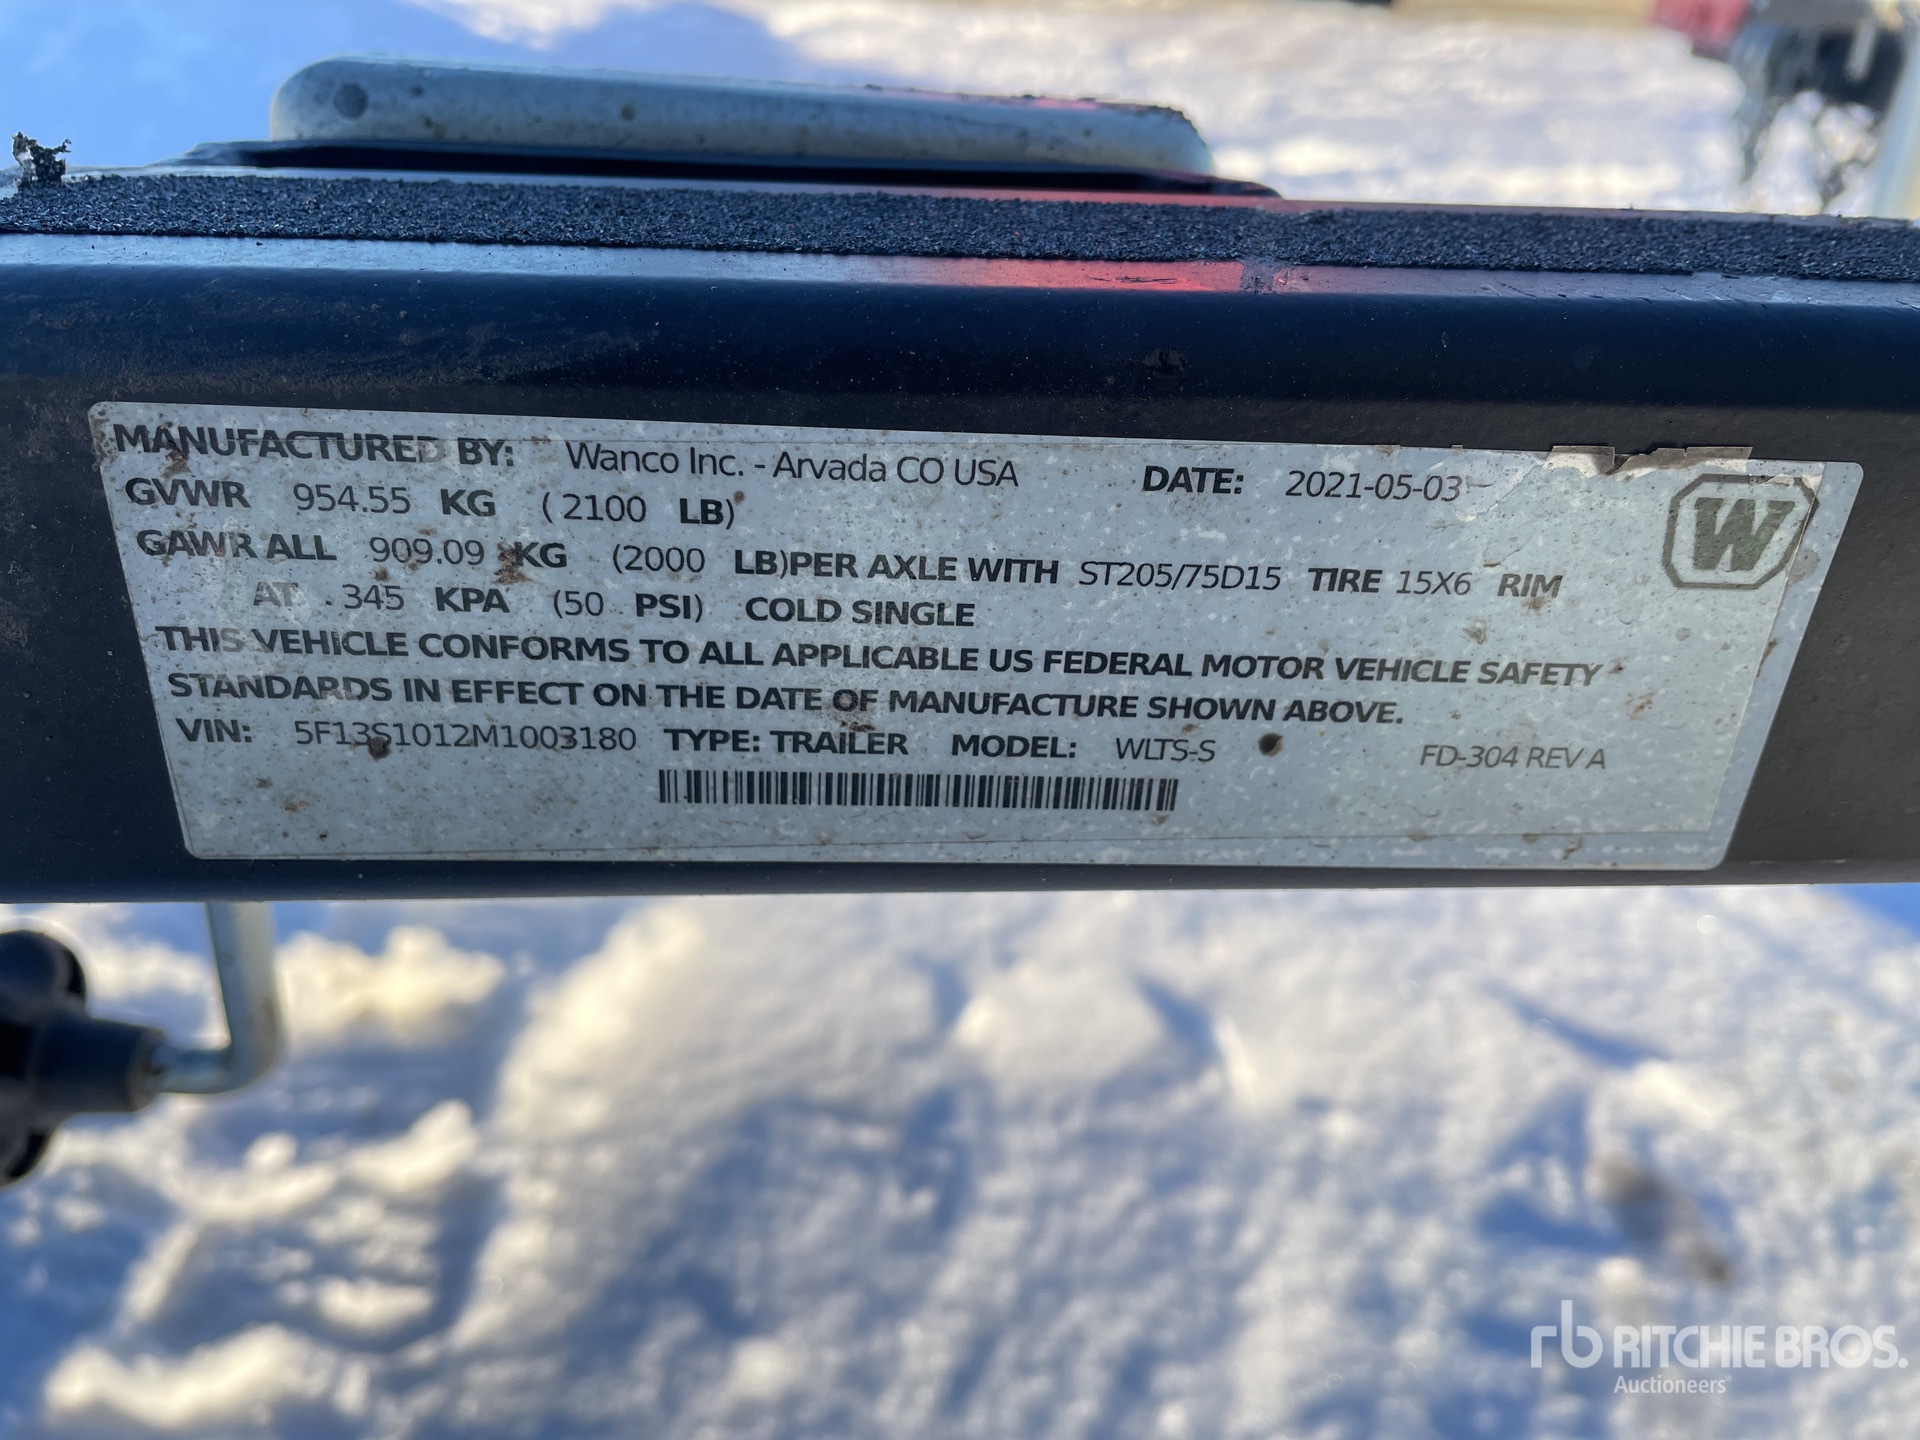 MANUFACTURED BY: Wanco Inc. - Arvada CO USA DATE: 2021-05-03
GVWR 954.55 KG (2100 LB)
GAWR ALL 909.09 KG (2000 LB)PER AXLE WITH ST205/75D15 TIRE 15X6 RIM
AT 345 KPA (50 PSI) COLD SINGLE
THIS VEHICLE CONFORMS TO ALL APPLICABLE US FEDERAL MOTOR VEHICLE SAFETY
STANDARDS IN EFFECT ON THE DATE OF MANUFACTURE SHOWN ABOVE.
VIN: 5F13S1012M1003180 TYPE: TRAILER MODEL: WLTS-S FD-304 REV A
W
rb RITCHIE BROS.
Auctioneers